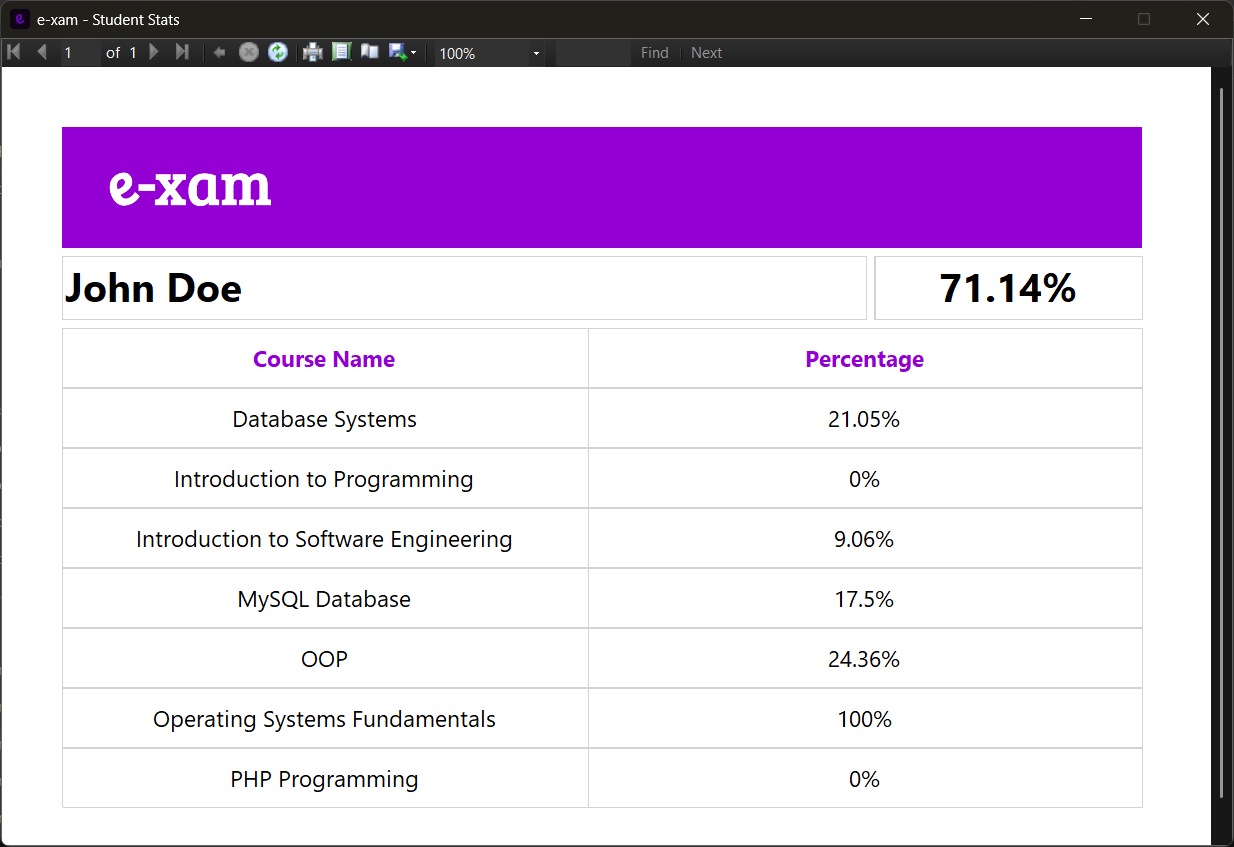 e-xam - Student Stats
1 of 1 100% Find Next
e-xam
John Doe 71.14%
Course Name Percentage
Database Systems 21.05%
Introduction to Programming 0%
Introduction to Software Engineering 9.06%
MySQL Database 17.5%
OOP 24.36%
Operating Systems Fundamentals 100%
PHP Programming 0%